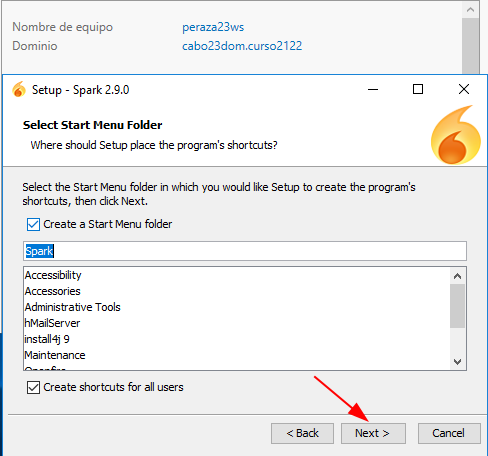 Nombre de equipo peraza23ws
Dominio cabo23dom.curso2122
Setup - Spark 2.9.0
Select Start Menu Folder
Where should Setup place the program's shortcuts?
Select the Start Menu folder in which you would like Setup to create the program's
shortcuts, then click Next.
Create a Start Menu folder
Spark
Accessibility
Accessories
Administrative Tools
hMailServer
install4j 9
Maintenance
Create shortcuts for all users
< Back Next > Cancel